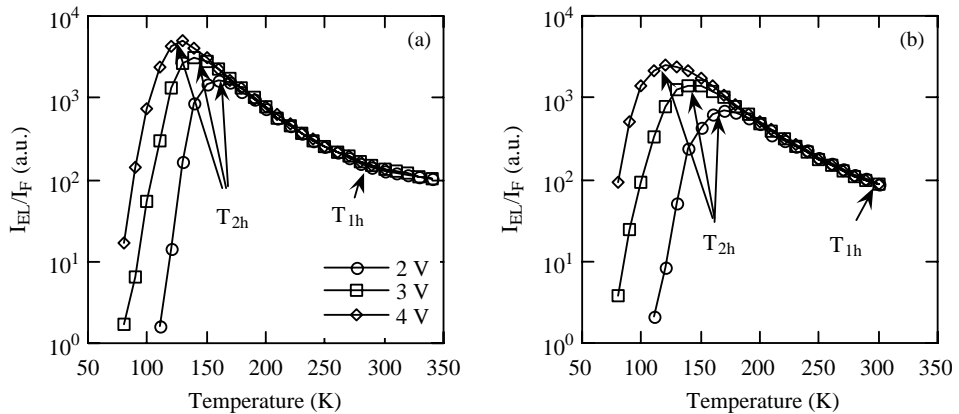 (a)
I_EL/I_F (a.u.)
10^4
10^3
10^2
10^1
10^0
T_2h
T_1h
2 V
3 V
4 V
50 100 150 200 250 300 350
Temperature (K)
(b)
I_EL/I_F (a.u.)
10^4
10^3
10^2
10^1
10^0
T_2h
T_1h
50 100 150 200 250 300 350
Temperature (K)